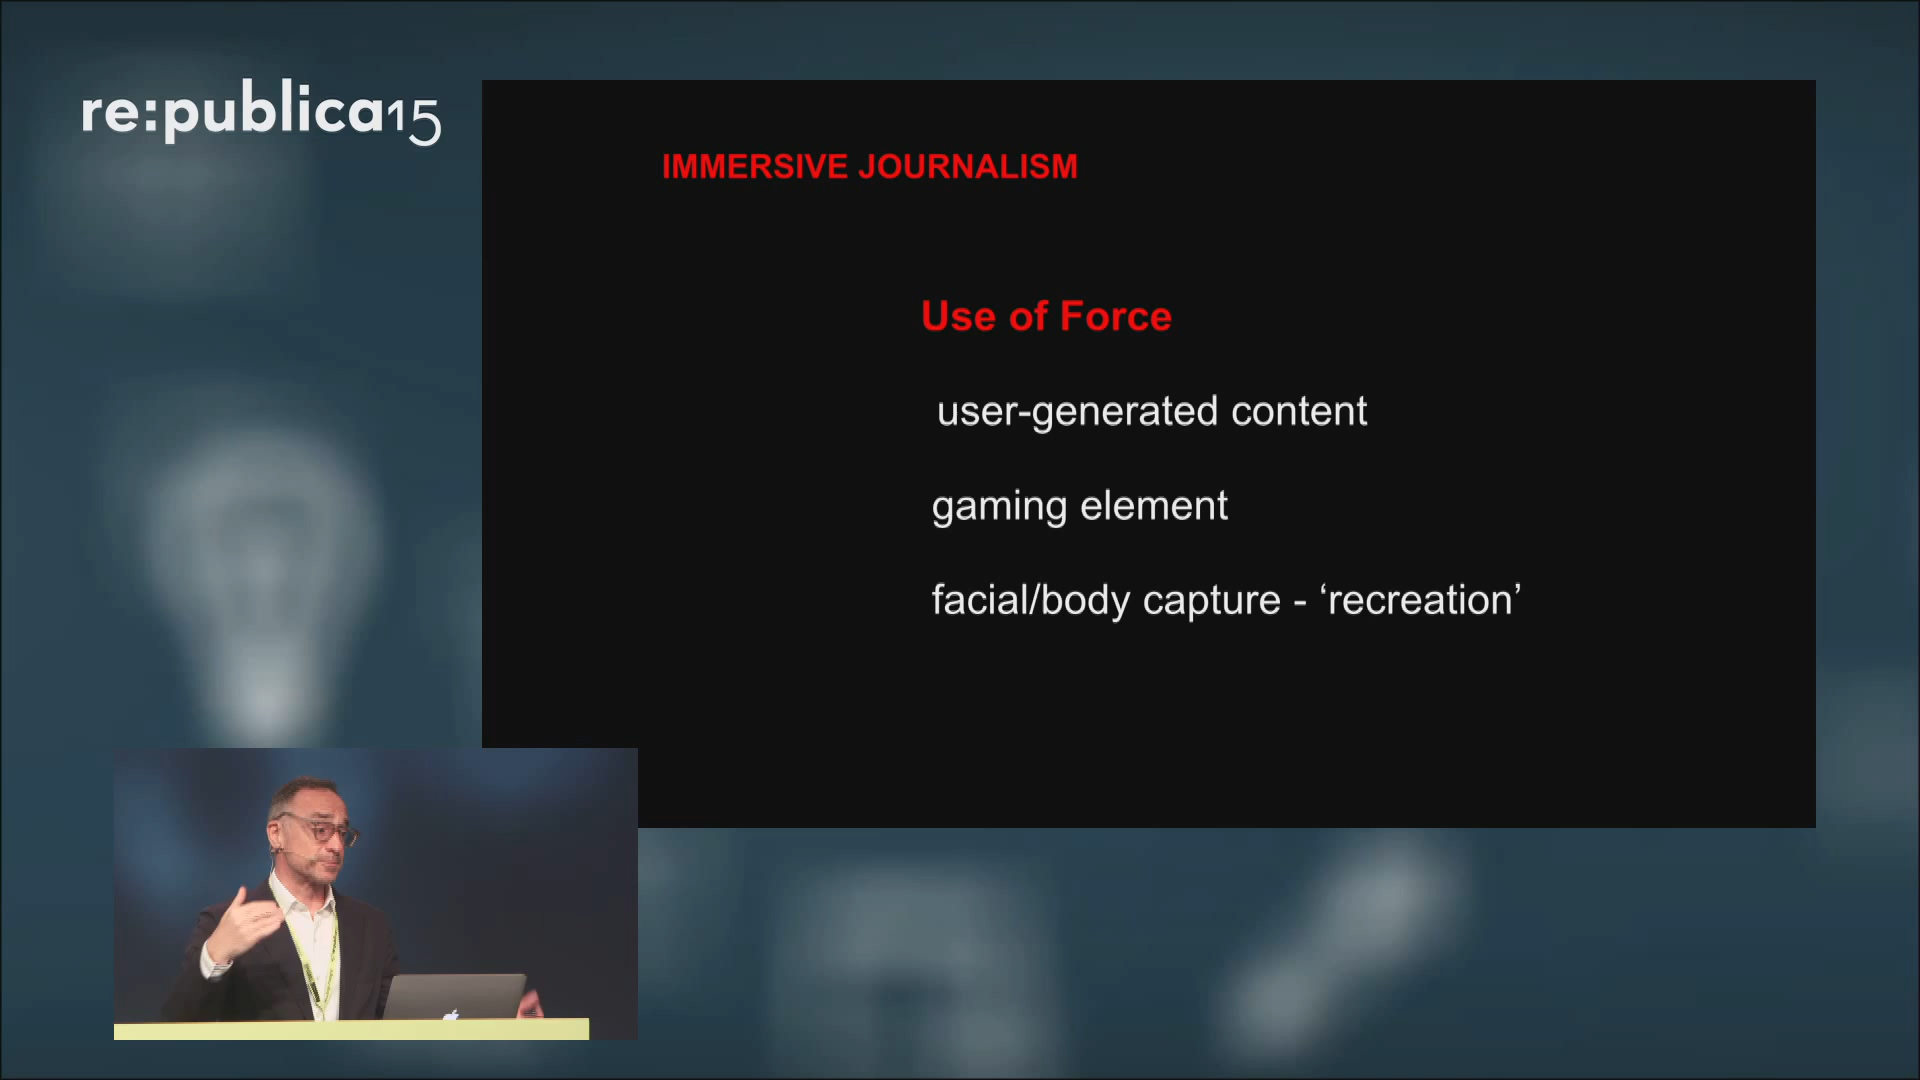 re:publica15
IMMERSIVE JOURNALISM
Use of Force
user-generated content
gaming element
facial/body capture - ‘recreation’